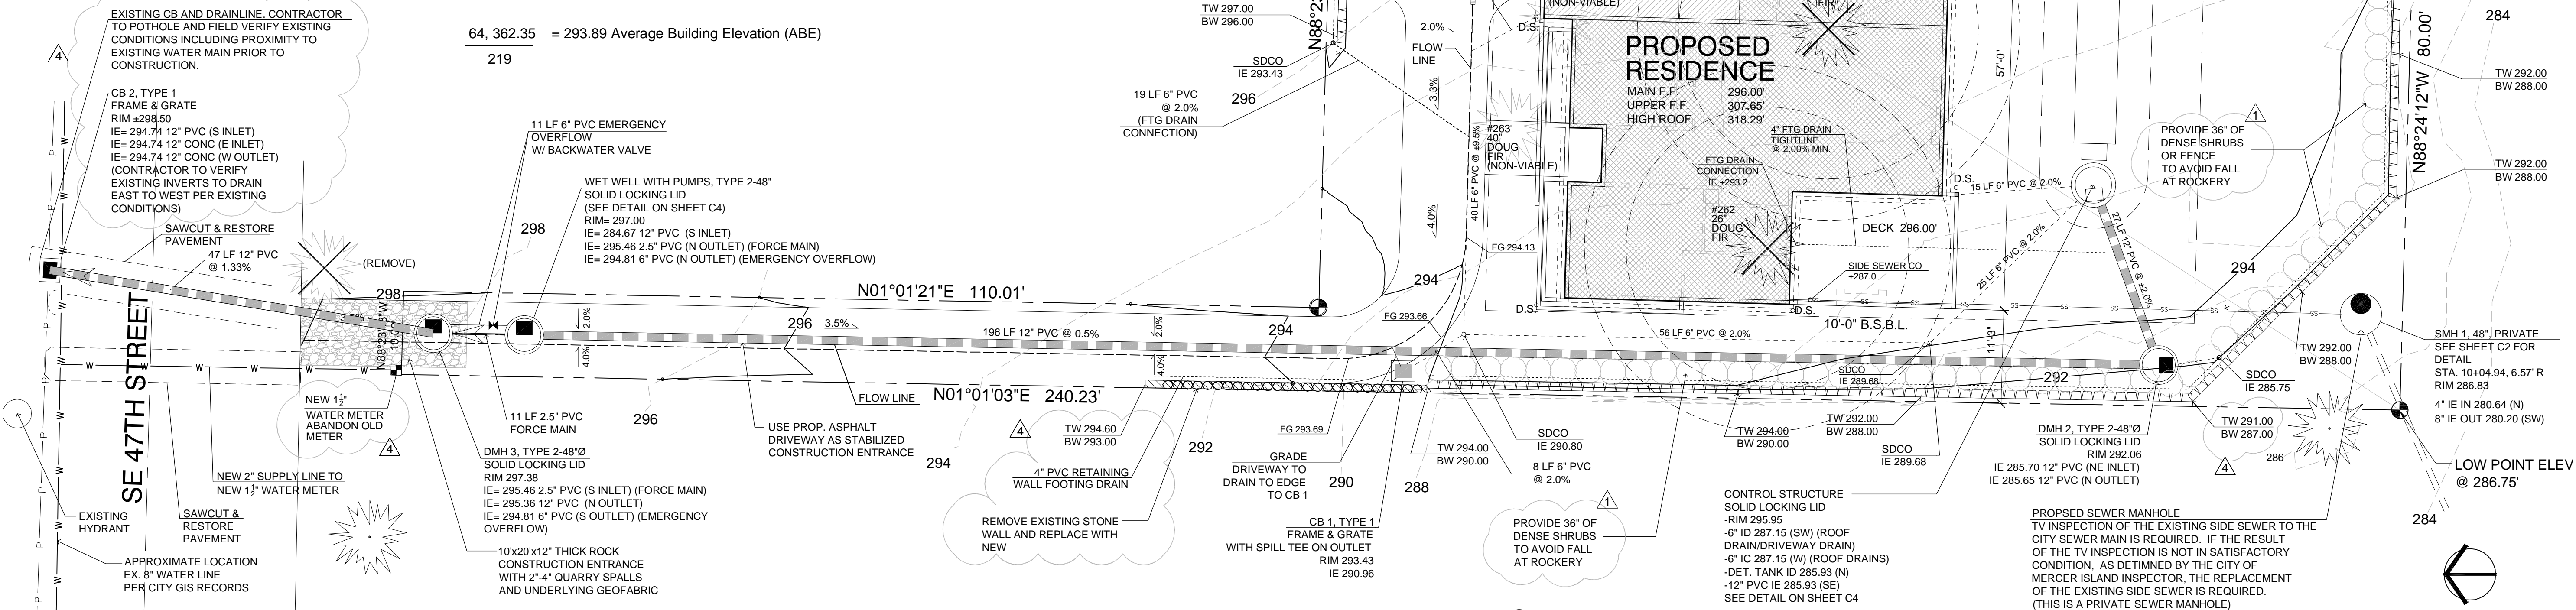 EXISTING CB AND DRAINLINE. CONTRACTOR
TO POTHOLE AND FIELD VERIFY EXISTING
CONDITIONS INCLUDING PROXIMITY TO
EXISTING WATER MAIN PRIOR TO
CONSTRUCTION.
4
64, 362.35 = 293.89 Average Building Elevation (ABE)
219
CB 2, TYPE 1
FRAME & GRATE
RIM ±298.50
IE= 294.74 12" PVC (S INLET)
IE= 294.74 12" CONC (E INLET)
IE= 294.74 12" CONC (W OUTLET)
(CONTRACTOR TO VERIFY
EXISTING INVERTS TO DRAIN
EAST TO WEST PER EXISTING
CONDITIONS)
SAWCUT & RESTORE
PAVEMENT
47 LF 12" PVC
@ 1.33%
(REMOVE)
11 LF 6" PVC EMERGENCY
OVERFLOW
W/ BACKWATER VALVE
WET WELL WITH PUMPS, TYPE 2-48"
SOLID LOCKING LID
(SEE DETAIL ON SHEET C4)
RIM= 297.00
IE= 284.67 12" PVC (S INLET)
IE= 295.46 2.5" PVC (N OUTLET) (FORCE MAIN)
IE= 294.81 6" PVC (N OUTLET) (EMERGENCY OVERFLOW)
298
298
N88°23'
10.0
SE 47TH STREET
NEW 1½"
WATER METER
ABANDON OLD
METER
4
NEW 2" SUPPLY LINE TO
NEW 1½" WATER METER
EXISTING
HYDRANT
SAWCUT &
RESTORE
PAVEMENT
APPROXIMATE LOCATION
EX. 8" WATER LINE
PER CITY GIS RECORDS
11 LF 2.5" PVC
FORCE MAIN
DMH 3, TYPE 2-48"Ø
SOLID LOCKING LID
RIM 297.38
IE= 295.46 2.5" PVC (S INLET) (FORCE MAIN)
IE= 295.36 12" PVC (N OUTLET)
IE= 294.81 6" PVC (S OUTLET) (EMERGENCY
OVERFLOW)
10'x20'x12" THICK ROCK
CONSTRUCTION ENTRANCE
WITH 2"-4" QUARRY SPALLS
AND UNDERLYING GEOFABRIC
2.0%
4.0%
296
N01°01'21"E 110.01'
296
3.5%
196 LF 12" PVC @ 0.5%
2.0%
4.0%
294
FLOW LINE
N01°01'03"E 240.23'
USE PROP. ASPHALT
DRIVEWAY AS STABILIZED
CONSTRUCTION ENTRANCE
294
4
TW 294.60
BW 293.00
4" PVC RETAINING
WALL FOOTING DRAIN
REMOVE EXISTING STONE
WALL AND REPLACE WITH
NEW
292
TW 297.00
BW 296.00
SDCO
IE 293.43
296
19 LF 6" PVC
@ 2.0%
(FTG DRAIN
CONNECTION)
N88°2
2.0%
FLOW
LINE
3.3%
4.0%
294
40 LF 6" PVC @ ±9.5%
FG 294.13
FG 293.66
FG 293.69
GRADE
DRIVEWAY TO
DRAIN TO EDGE
TO CB 1
CB 1, TYPE 1
FRAME & GRATE
WITH SPILL TEE ON OUTLET
RIM 293.43
IE 290.96
290
288
TW 294.00
BW 290.00
SDCO
IE 290.80
8 LF 6" PVC
@ 2.0%
1
PROVIDE 36" OF
DENSE SHRUBS
TO AVOID FALL
AT ROCKERY
(NON-VIABLE)
FIR
D.S.
PROPOSED
RESIDENCE
MAIN F.F. 296.00'
UPPER F.F. 307.65'
HIGH ROOF 318.29'
#263
40"
DOUG
FIR
(NON-VIABLE)
4" FTG DRAIN
TIGHTLINE
@ 2.00% MIN.
FTG DRAIN
CONNECTION
IE ±293.2
#262
26"
DOUG
FIR
DECK 296.00'
SIDE SEWER CO
±287.0
D.S.
D.S.
D.S.
10'-0" B.S.B.L.
56 LF 6" PVC @ 2.0%
57'-0"
15 LF 6" PVC @ 2.0%
25 LF 6" PVC @ 2.0%
27 LF 12" PVC @ ±2.0%
11'-3"
292
SDCO
IE 289.68
TW 294.00
BW 290.00
TW 292.00
BW 288.00
SDCO
IE 289.68
CONTROL STRUCTURE
SOLID LOCKING LID
-RIM 295.95
-6" ID 287.15 (SW) (ROOF
DRAIN/DRIVEWAY DRAIN)
-6" IC 287.15 (W) (ROOF DRAINS)
-DET. TANK ID 285.93 (N)
-12" PVC IE 285.93 (SE)
SEE DETAIL ON SHEET C4
DMH 2, TYPE 2-48"Ø
SOLID LOCKING LID
RIM 292.06
IE 285.70 12" PVC (NE INLET)
IE 285.65 12" PVC (N OUTLET)
PROPSED SEWER MANHOLE
TV INSPECTION OF THE EXISTING SIDE SEWER TO THE
CITY SEWER MAIN IS REQUIRED. IF THE RESULT
OF THE TV INSPECTION IS NOT IN SATISFACTORY
CONDITION, AS DETIMNED BY THE CITY OF
MERCER ISLAND INSPECTOR, THE REPLACEMENT
OF THE EXISTING SIDE SEWER IS REQUIRED.
(THIS IS A PRIVATE SEWER MANHOLE)
1
PROVIDE 36" OF
DENSE SHRUBS
OR FENCE
TO AVOID FALL
AT ROCKERY
294
TW 292.00
BW 288.00
SDCO
IE 285.75
TW 291.00
BW 287.00
4
286
284
N88°24'12"W 80.00'
TW 292.00
BW 288.00
TW 292.00
BW 288.00
SMH 1, 48", PRIVATE
SEE SHEET C2 FOR
DETAIL
STA. 10+04.94, 6.57' R
RIM 286.83
4" IE IN 280.64 (N)
8" IE OUT 280.20 (SW)
LOW POINT ELEV
@ 286.75'
284